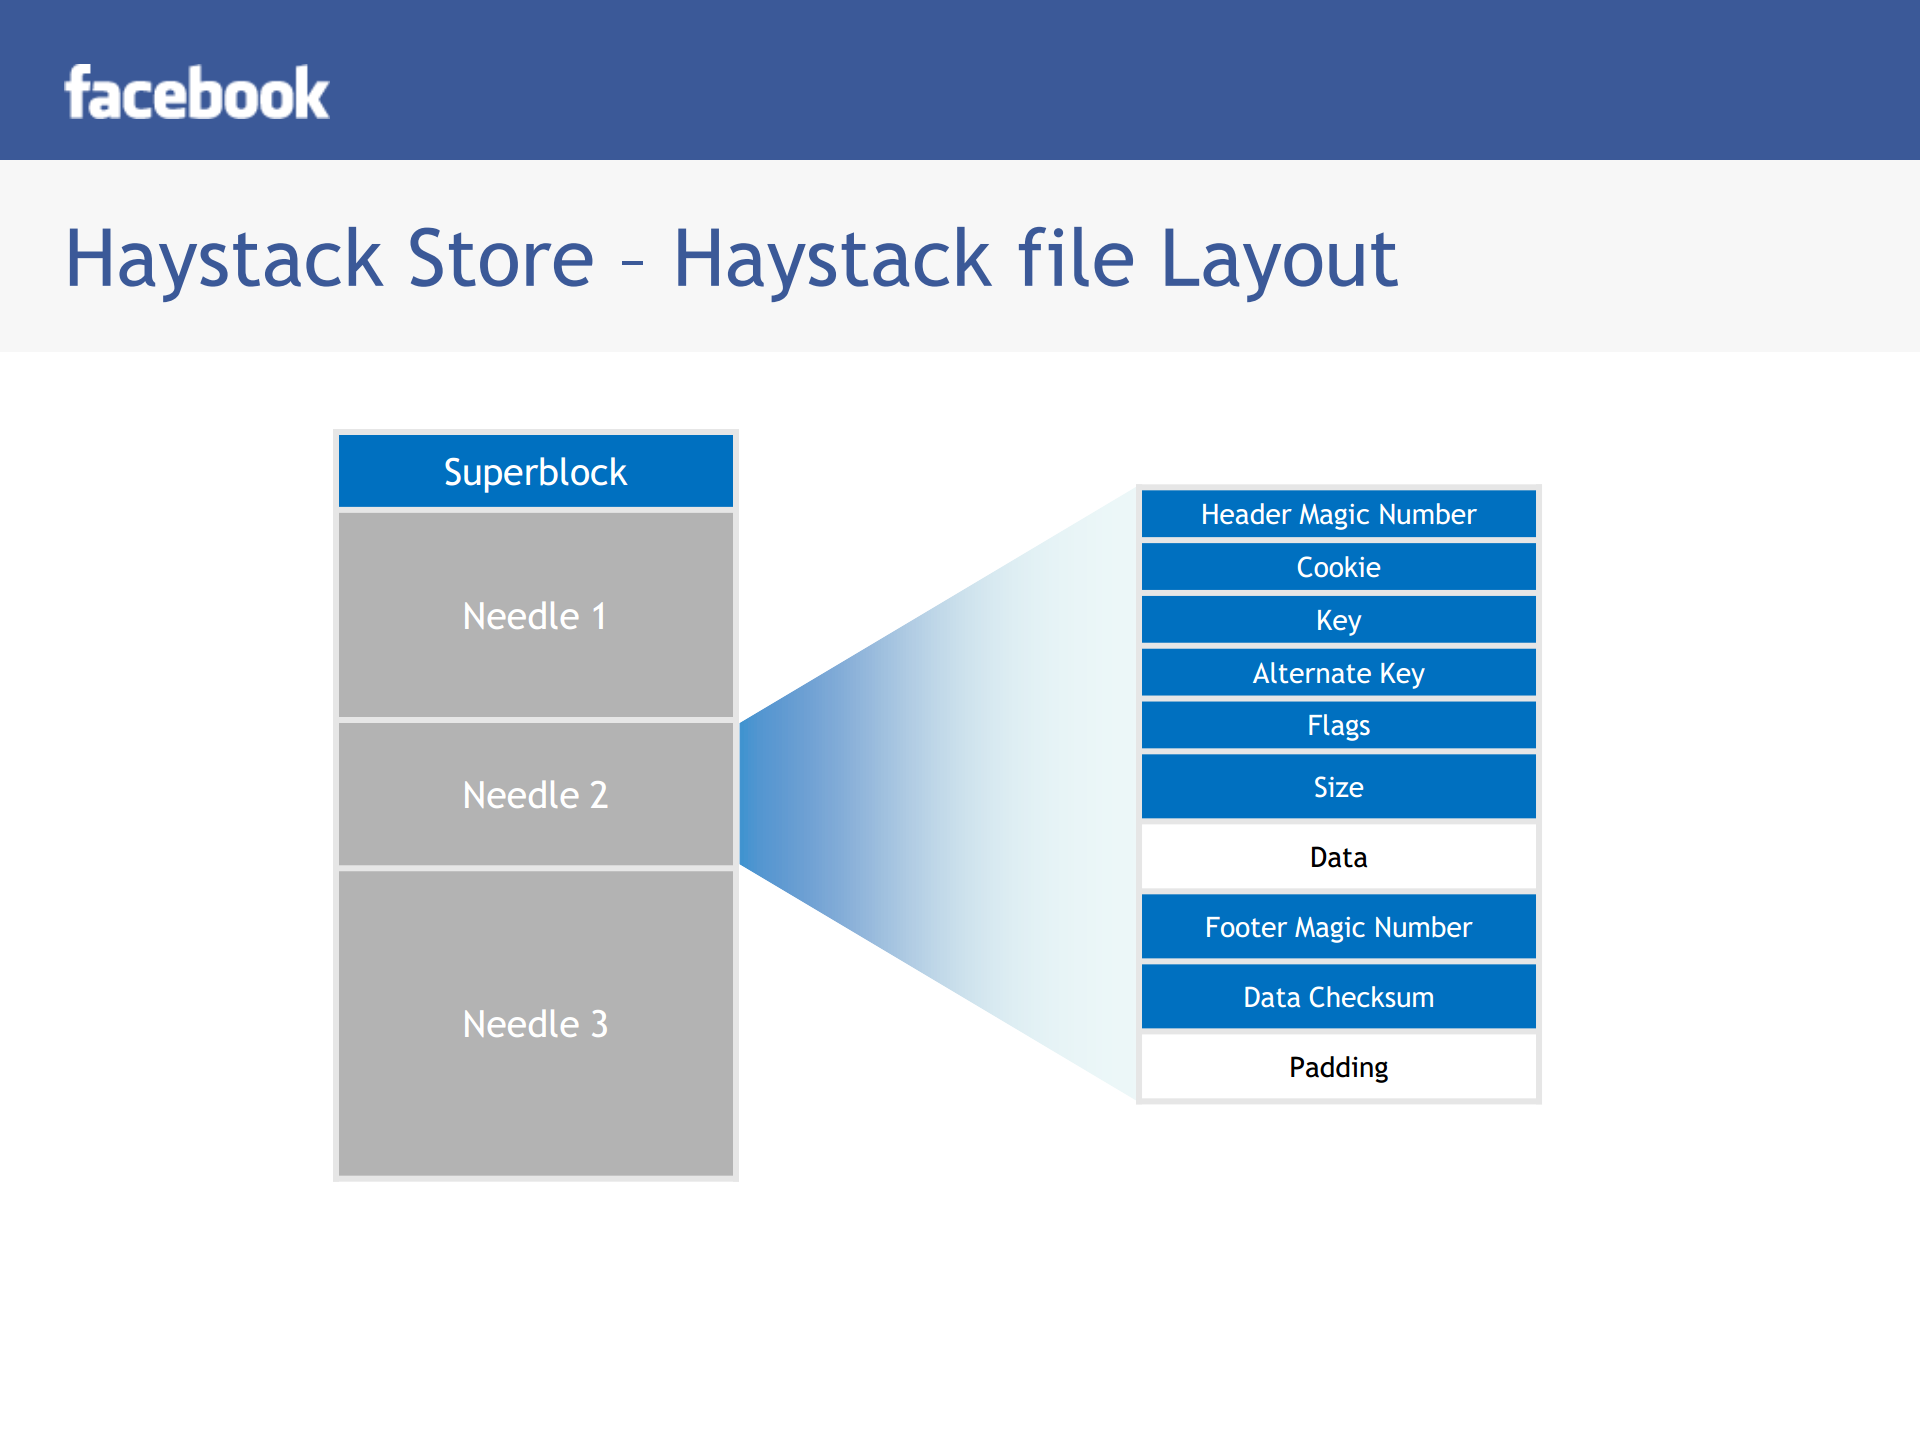 facebook
Haystack Store – Haystack file Layout
Superblock
Needle 1
Needle 2
Needle 3
Header Magic Number
Cookie
Key
Alternate Key
Flags
Size
Data
Footer Magic Number
Data Checksum
Padding